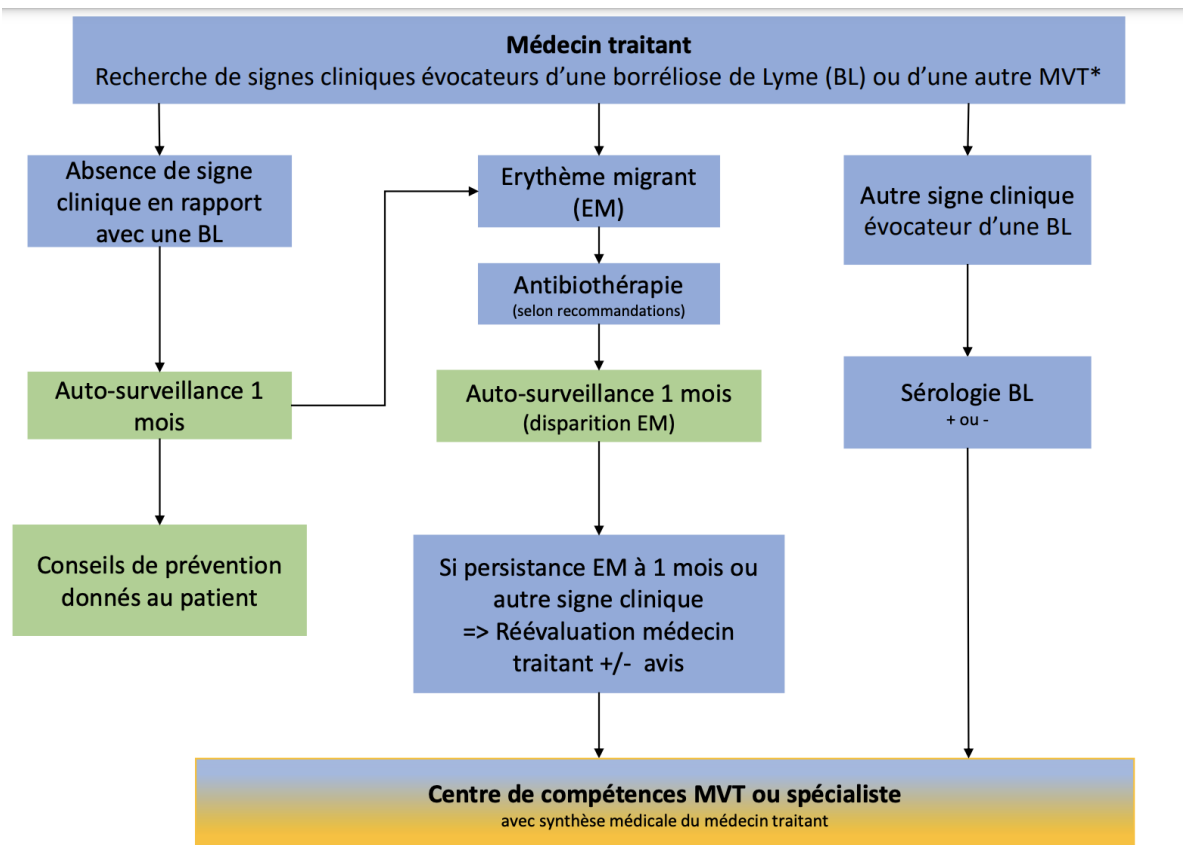 Médecin traitant
Recherche de signes cliniques évocateurs d’une borréliose de Lyme (BL) ou d’une autre MVT*
Absence de signe
clinique en rapport
avec une BL
Erythème migrant
(EM)
Autre signe clinique
évocateur d’une BL
Antibiothérapie
(selon recommandations)
Auto-surveillance 1
mois
Auto-surveillance 1 mois
(disparition EM)
Sérologie BL
+ ou -
Conseils de prévention
donnés au patient
Si persistance EM à 1 mois ou
autre signe clinique
=> Réévaluation médecin
traitant +/-  avis
Centre de compétences MVT ou spécialiste
avec synthèse médicale du médecin traitant